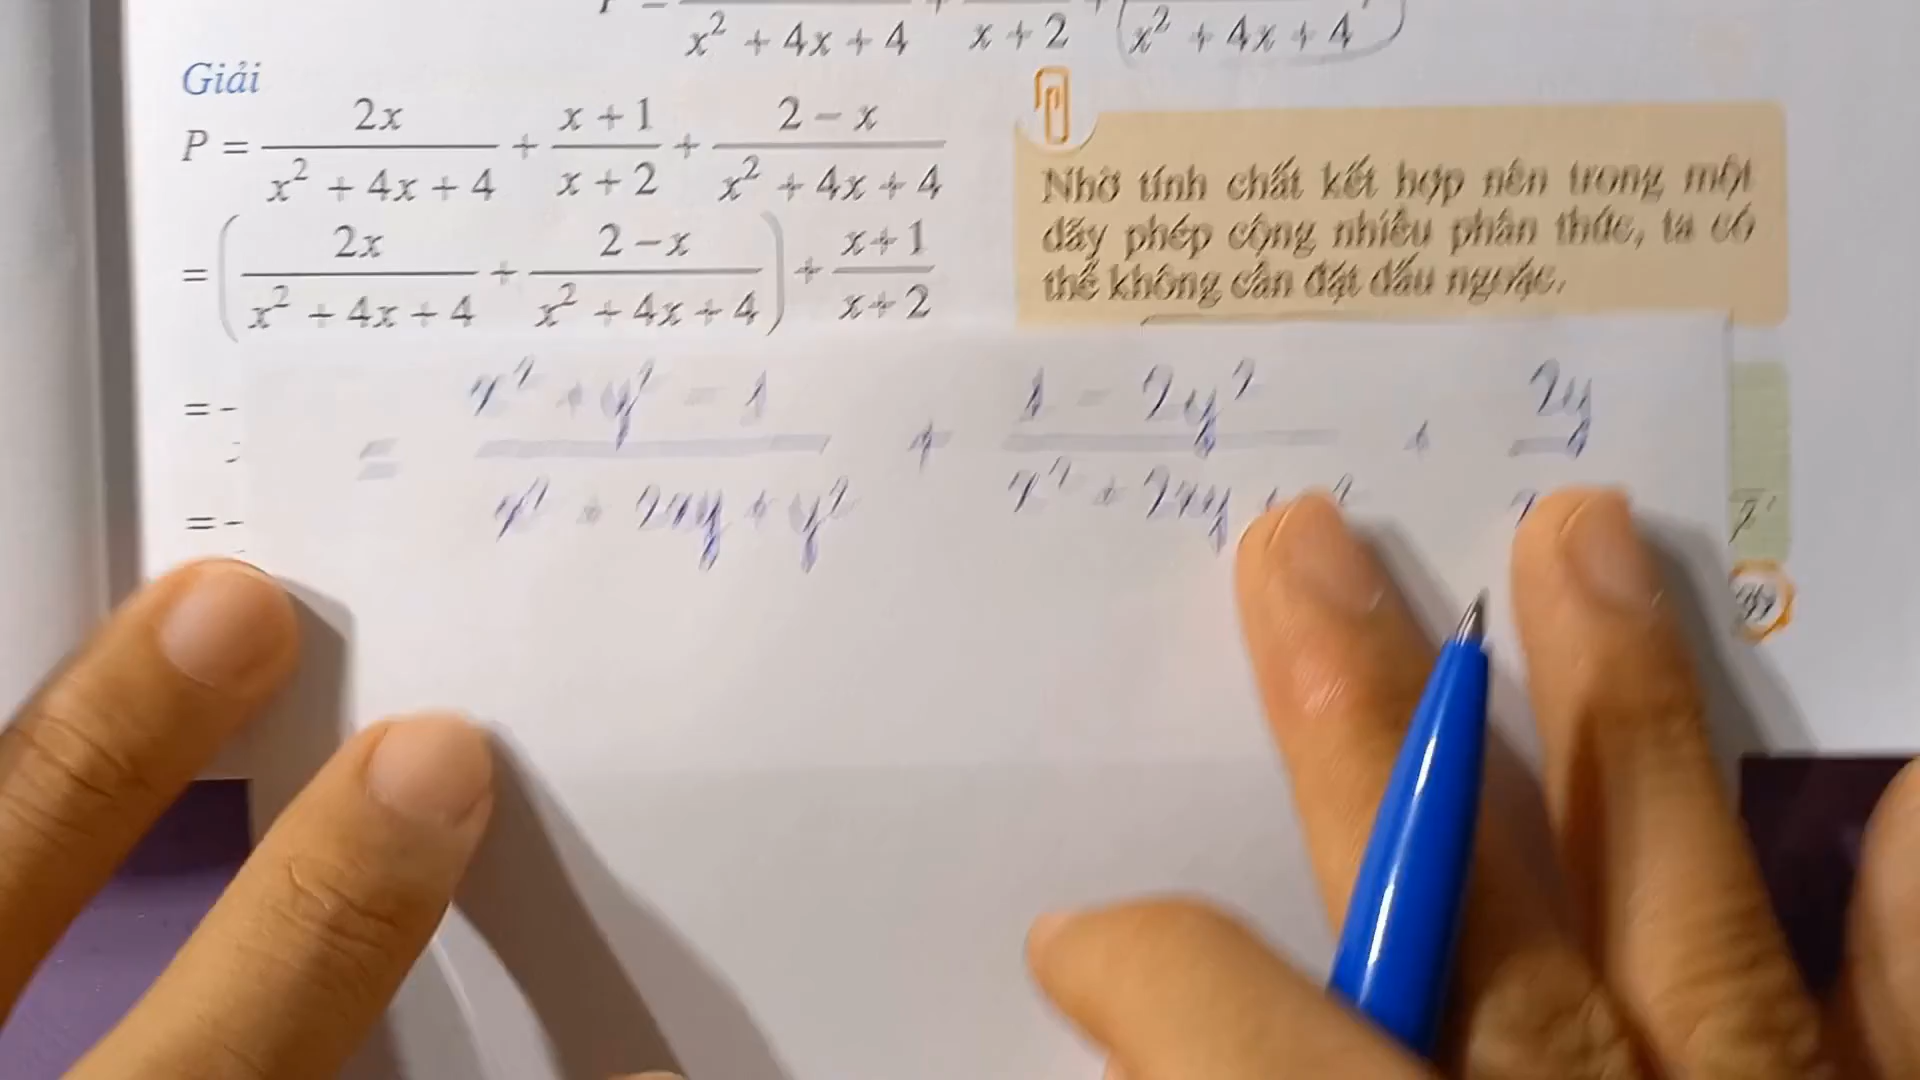 x² + 4x + 4   x + 2   x² + 4x + 4
Giải
P = 2x/(x² + 4x + 4) + (x + 1)/(x + 2) + (2 − x)/(x² + 4x + 4)
= (2x/(x² + 4x + 4) + (2 − x)/(x² + 4x + 4)) + (x + 1)/(x + 2)
Nhờ tính chất kết hợp nên trong một
dãy phép cộng nhiều phân thức, ta có
thể không cần đặt dấu ngoặc.
= (x² + y² − 1)/(x² + 2xy + y²) + (1 − 2y²)/(x² + 2xy + ²) + 2y